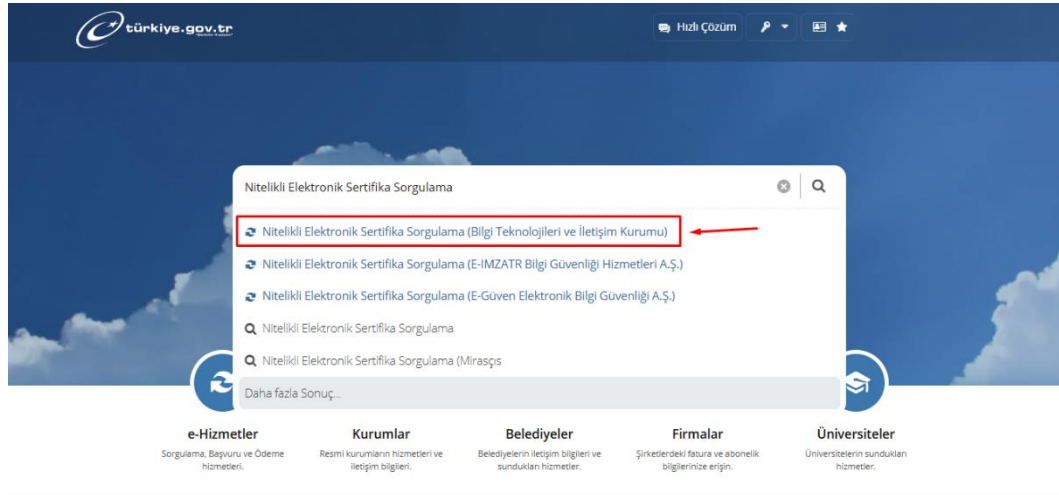 türkiye.gov.tr
Hızlı Çözüm
Nitelikli Elektronik Sertifika Sorgulama
Nitelikli Elektronik Sertifika Sorgulama (Bilgi Teknolojileri ve İletişim Kurumu)
Nitelikli Elektronik Sertifika Sorgulama (E-IMZATR Bilgi Güvenliği Hizmetleri A.Ş.)
Nitelikli Elektronik Sertifika Sorgulama (E-Güven Elektronik Bilgi Güvenliği A.Ş.)
Nitelikli Elektronik Sertifika Sorgulama
Nitelikli Elektronik Sertifika Sorgulama (Mirasçıs
Daha fazla Sonuç...
e-Hizmetler
Sorgulama, Başvuru ve Ödeme
hizmetleri.
Kurumlar
Resmi kurumların hizmetleri ve
iletişim bilgileri.
Belediyeler
Belediyelerin iletişim bilgileri ve
sundukları hizmetler.
Firmalar
Şirketlerdeki fatura ve abonelik
bilgilerinize erişin.
Üniversiteler
Üniversitelerin sundukları
hizmetler.